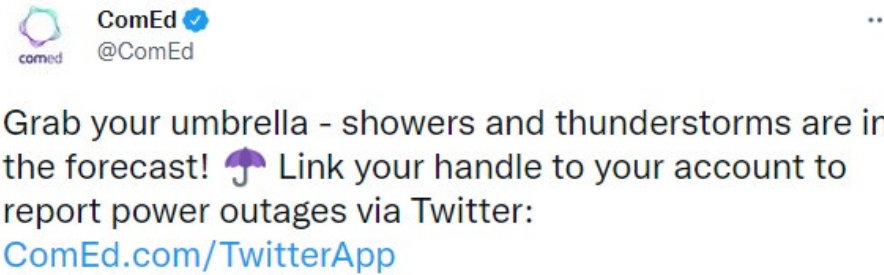 ComEd
comed
@ComEd
Grab your umbrella - showers and thunderstorms are in
the forecast! ☂ Link your handle to your account to
report power outages via Twitter:
ComEd.com/TwitterApp